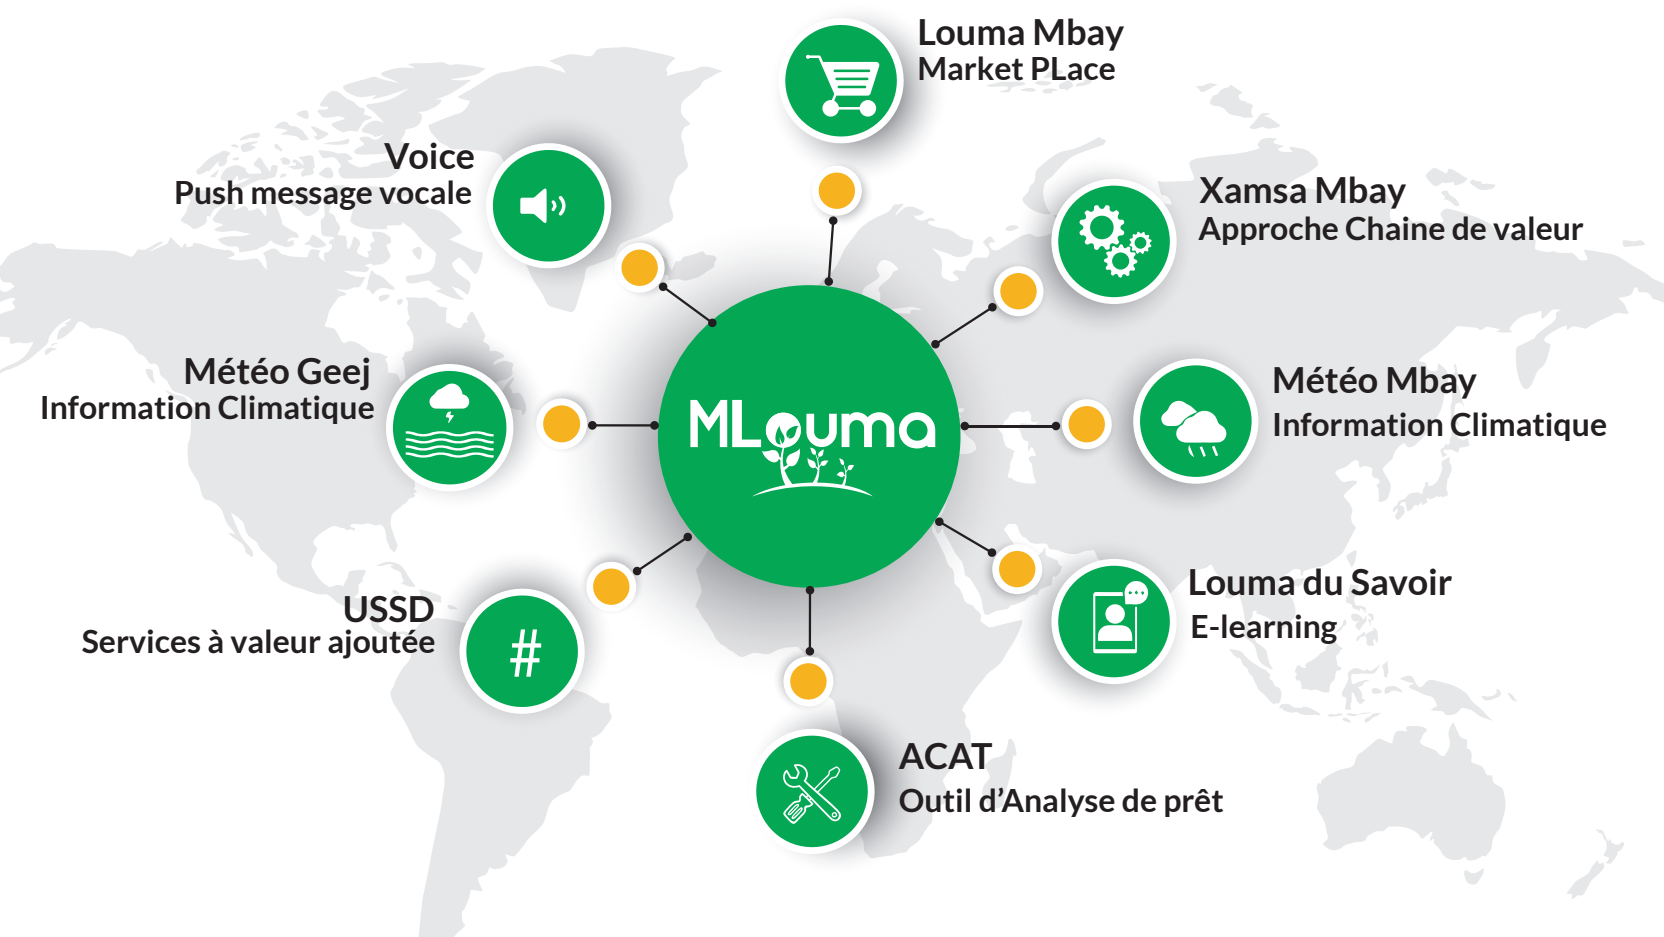 Louma Mbay
Market PLace
Voice
Push message vocale
Xamsa Mbay
Approche Chaine de valeur
Météo Geej
Information Climatique
MLouma
Météo Mbay
Information Climatique
USSD
Services à valeur ajoutée
#
Louma du Savoir
E-learning
ACAT
Outil d’Analyse de prêt